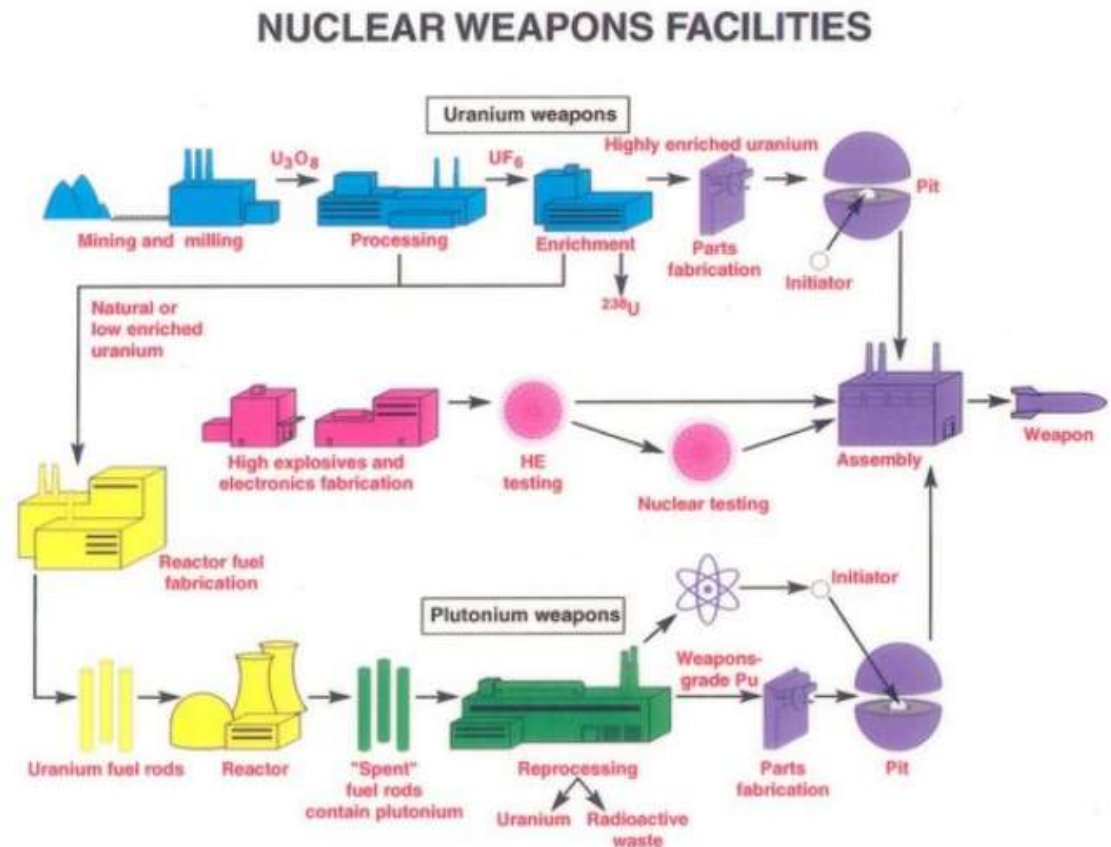 NUCLEAR WEAPONS FACILITIES
Uranium weapons
U₃O₈
UF₆
Highly enriched uranium
Pit
Mining and milling
Processing
Enrichment
Parts
fabrication
Initiator
²³⁸U
Natural or
low enriched
uranium
High explosives and
electronics fabrication
HE
testing
Nuclear testing
Assembly
Weapon
Reactor fuel
fabrication
Plutonium weapons
Initiator
Weapons-
grade Pu
Uranium fuel rods
Reactor
"Spent"
fuel rods
contain plutonium
Reprocessing
Parts
fabrication
Pit
Uranium
Radioactive
waste